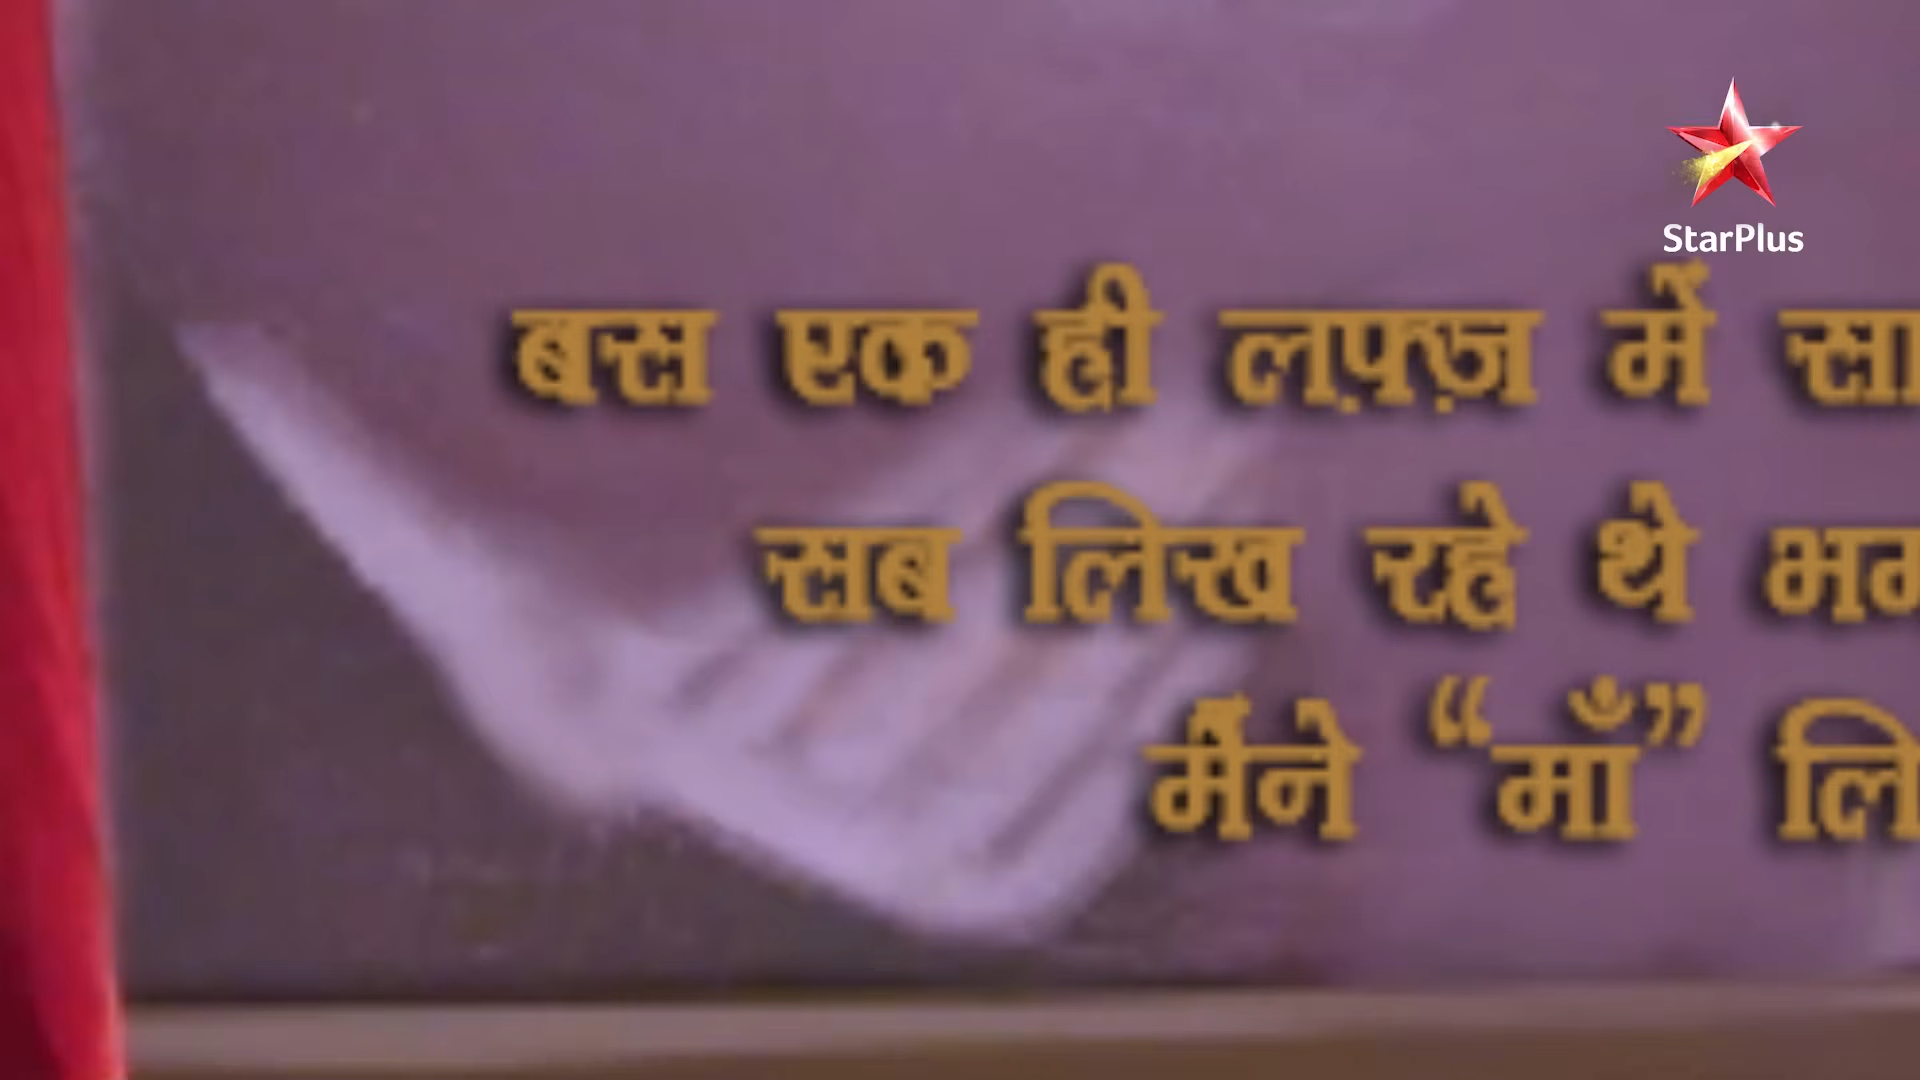 StarPlus
बस एक ही लफ़्ज़ में
सब लिख रहे थे
मैंने “माँ”